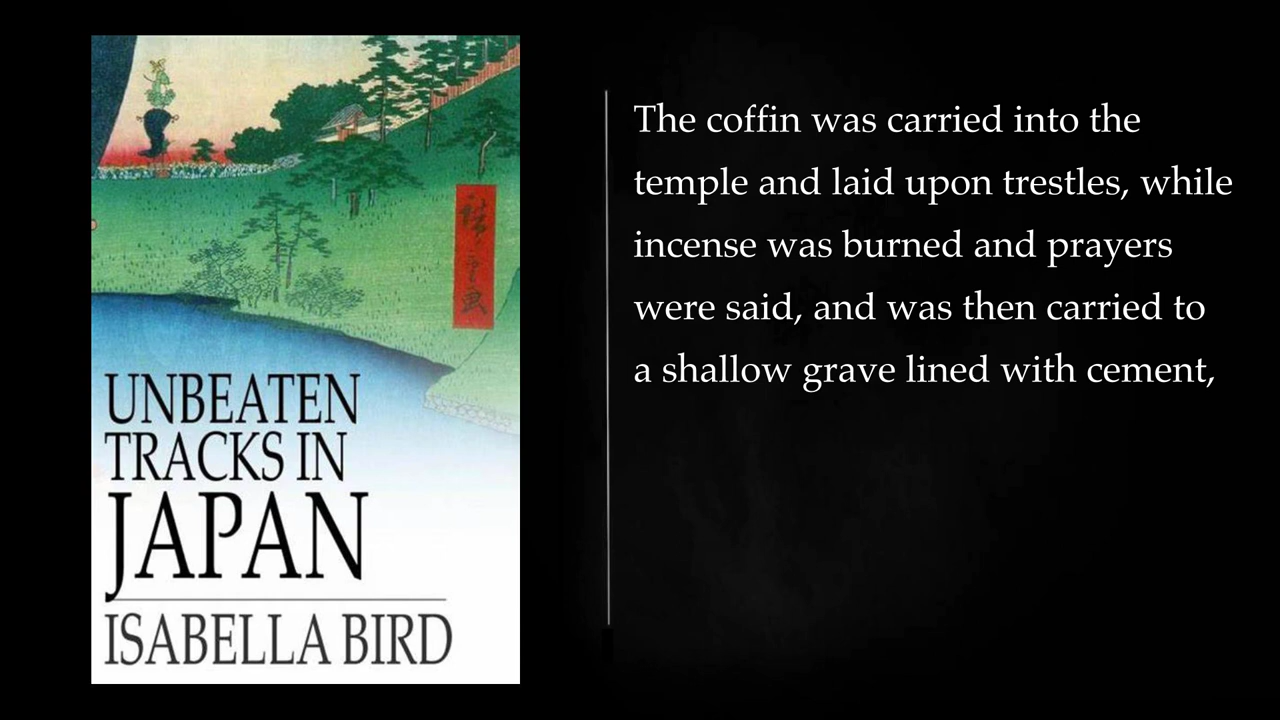 UNBEATEN
TRACKS IN
JAPAN
ISABELLA BIRD
The coffin was carried into the
temple and laid upon trestles, while
incense was burned and prayers
were said, and was then carried to
a shallow grave lined with cement,